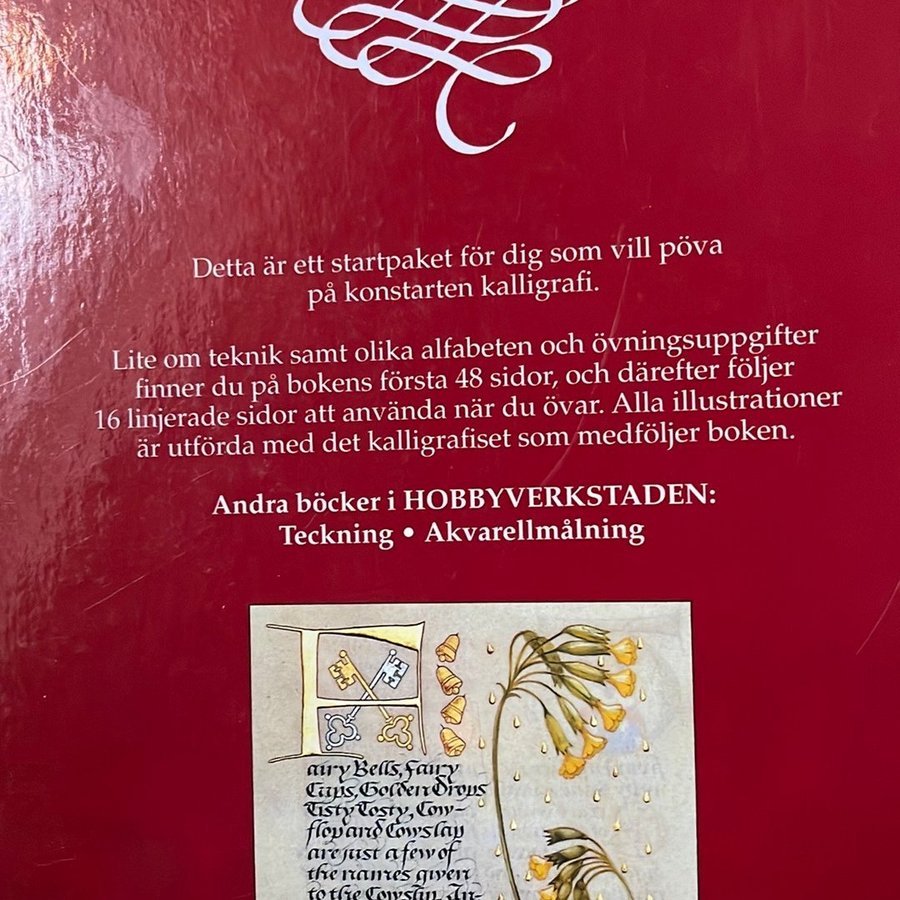 Detta är ett startpaket för dig som vill pöva
på konstarten kalligrafi.
Lite om teknik samt olika alfabeten och övningsuppgifter
finner du på bokens första 48 sidor, och därefter följer
16 linjerade sidor att använda när du övar. Alla illustrationer
är utförda med det kalligrafiset som medföljer boken.
Andra böcker i HOBBYVERKSTADEN:
Teckning • Akvarellmålning
F
airy Bells, Fairy
Cups, Golden Drops
Tisty Tosty, Cow-
flop and Cowslap
are just a few of
the names given
to the Cowslip. In-